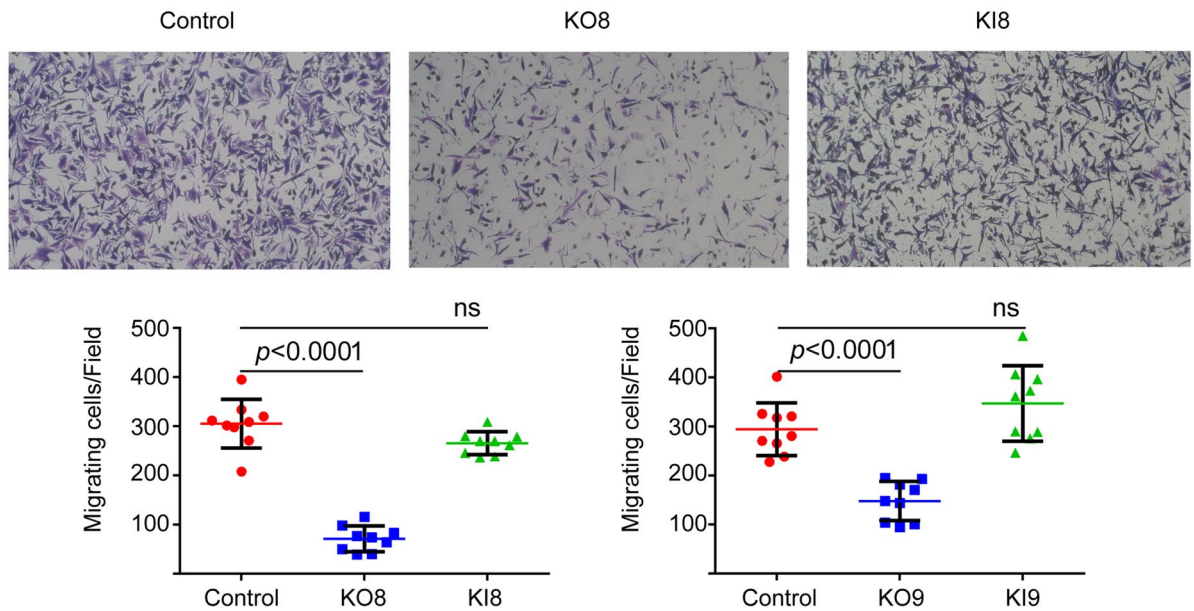 Control KO8 KI8
ns
p<0.0001
Migrating cells/Field
500
400
300
200
100
Control KO8 KI8
ns
p<0.0001
Migrating cells/Field
500
400
300
200
100
Control KO9 KI9